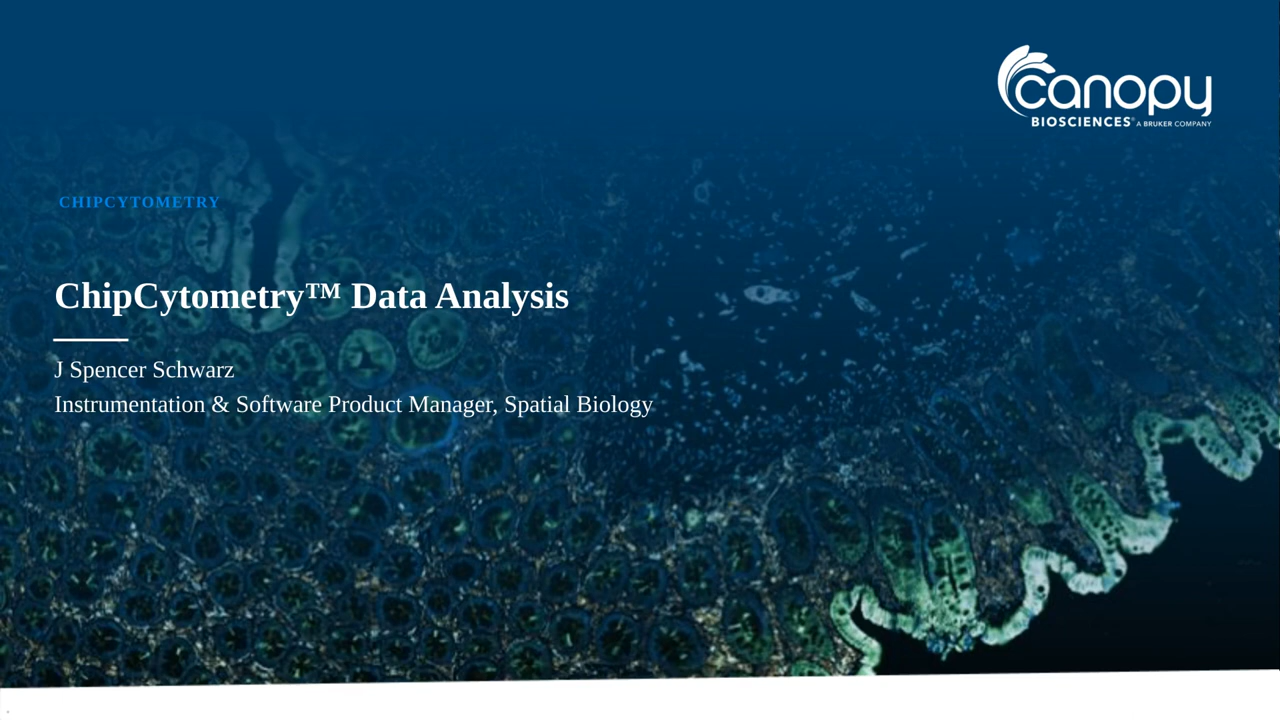 canopy
BIOSCIENCES® A BRUKER COMPANY
CHIPCYTOMETRY
ChipCytometry™ Data Analysis
J Spencer Schwarz
Instrumentation & Software Product Manager, Spatial Biology